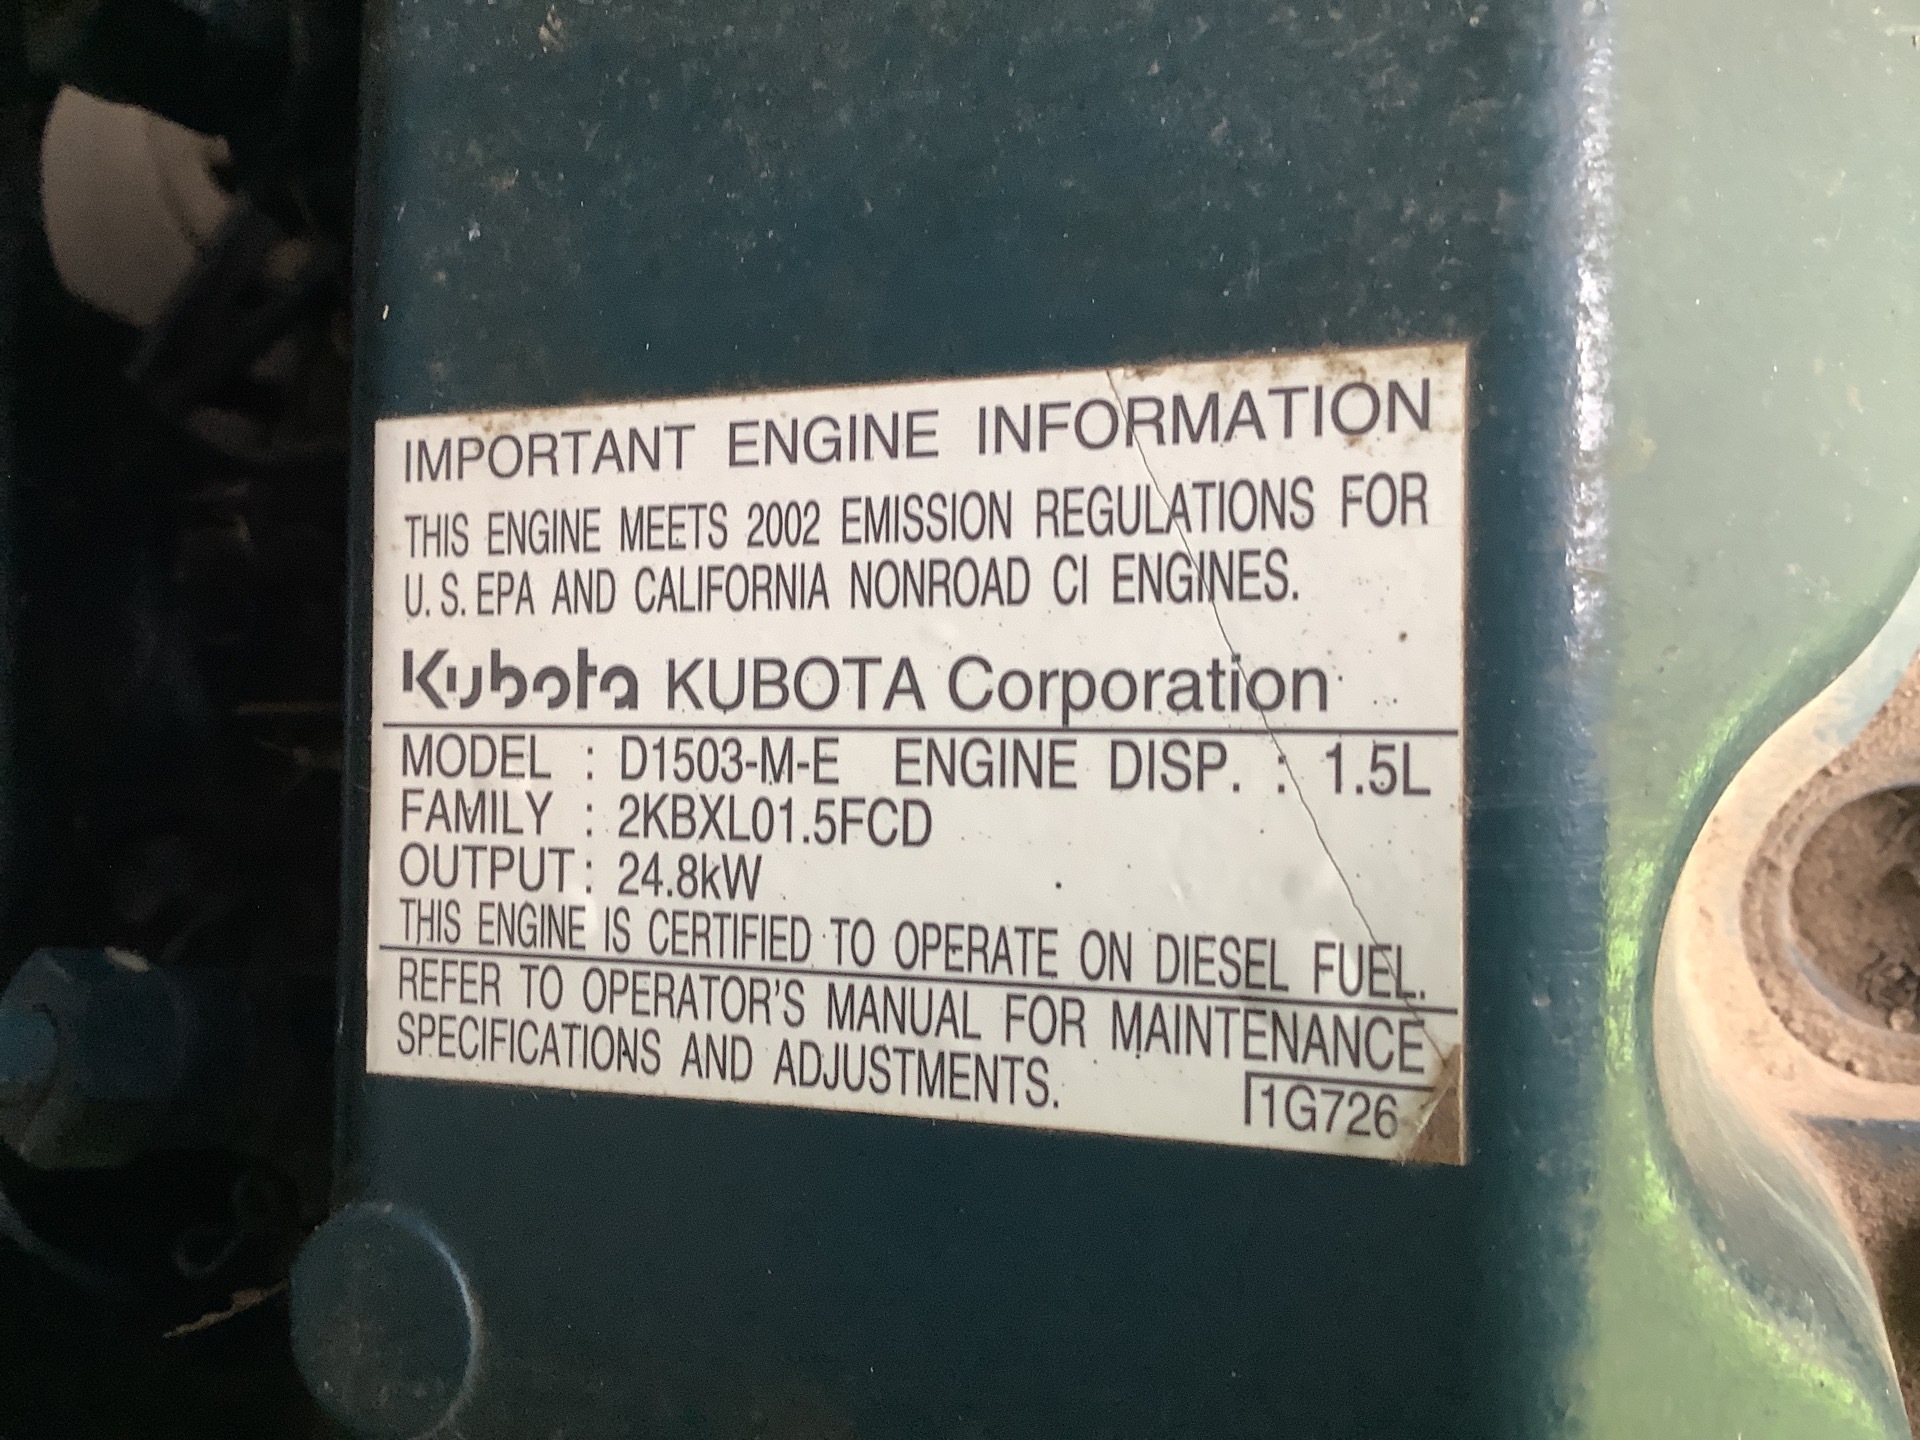 IMPORTANT ENGINE INFORMATION
THIS ENGINE MEETS 2002 EMISSION REGULATIONS FOR
U.S. EPA AND CALIFORNIA NONROAD CI ENGINES.
Kubota KUBOTA Corporation
MODEL : D1503-M-E ENGINE DISP. : 1.5L
FAMILY : 2KBXL01.5FCD
OUTPUT : 24.8kW
THIS ENGINE IS CERTIFIED TO OPERATE ON DIESEL FUEL.
REFER TO OPERATOR'S MANUAL FOR MAINTENANCE
SPECIFICATIONS AND ADJUSTMENTS.
1G726